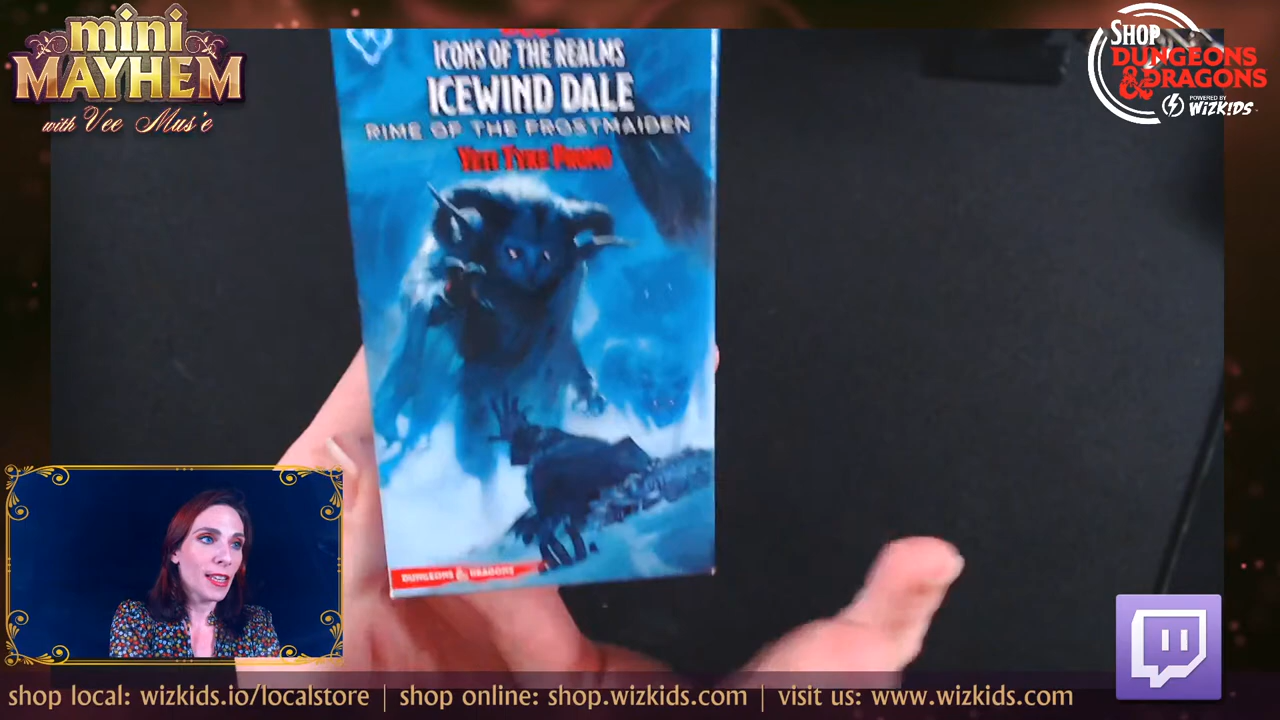 mini
MAYHEM
with Vee Mus'e
ICONS OF THE REALMS
ICEWIND DALE
RIME OF THE FROSTMAIDEN
YETI TYKE PROMO
DUNGEONS & DRAGONS
SHOP
DUNGEONS
& DRAGONS
POWERED BY
WIZKIDS
shop local: wizkids.io/localstore | shop online: shop.wizkids.com | visit us: www.wizkids.com